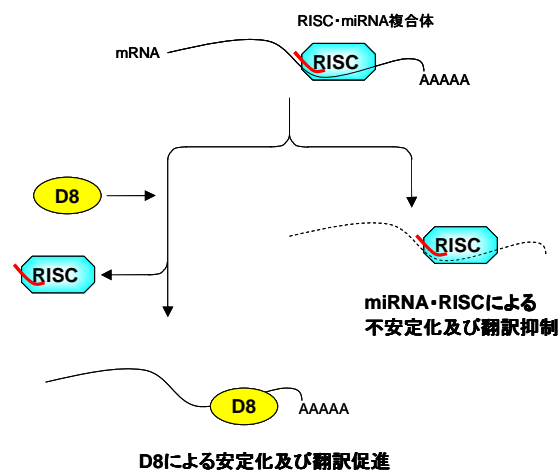 RISC・miRNA複合体
mRNA
RISC
AAAAA
D8
RISC
RISC
miRNA・RISCによる
不安定化及び翻訳抑制
D8
AAAAA
D8による安定化及び翻訳促進